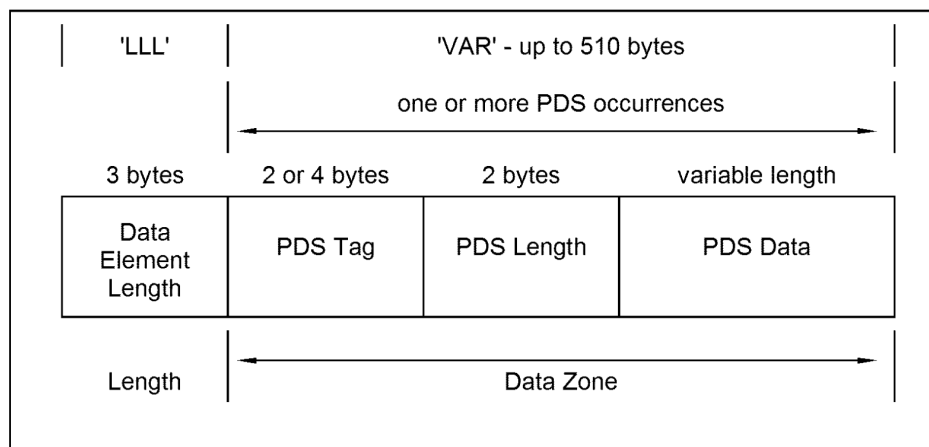 'LLL' 'VAR' - up to 510 bytes
one or more PDS occurrences
3 bytes 2 or 4 bytes 2 bytes variable length
Data
Element
Length
PDS Tag PDS Length PDS Data
Length Data Zone